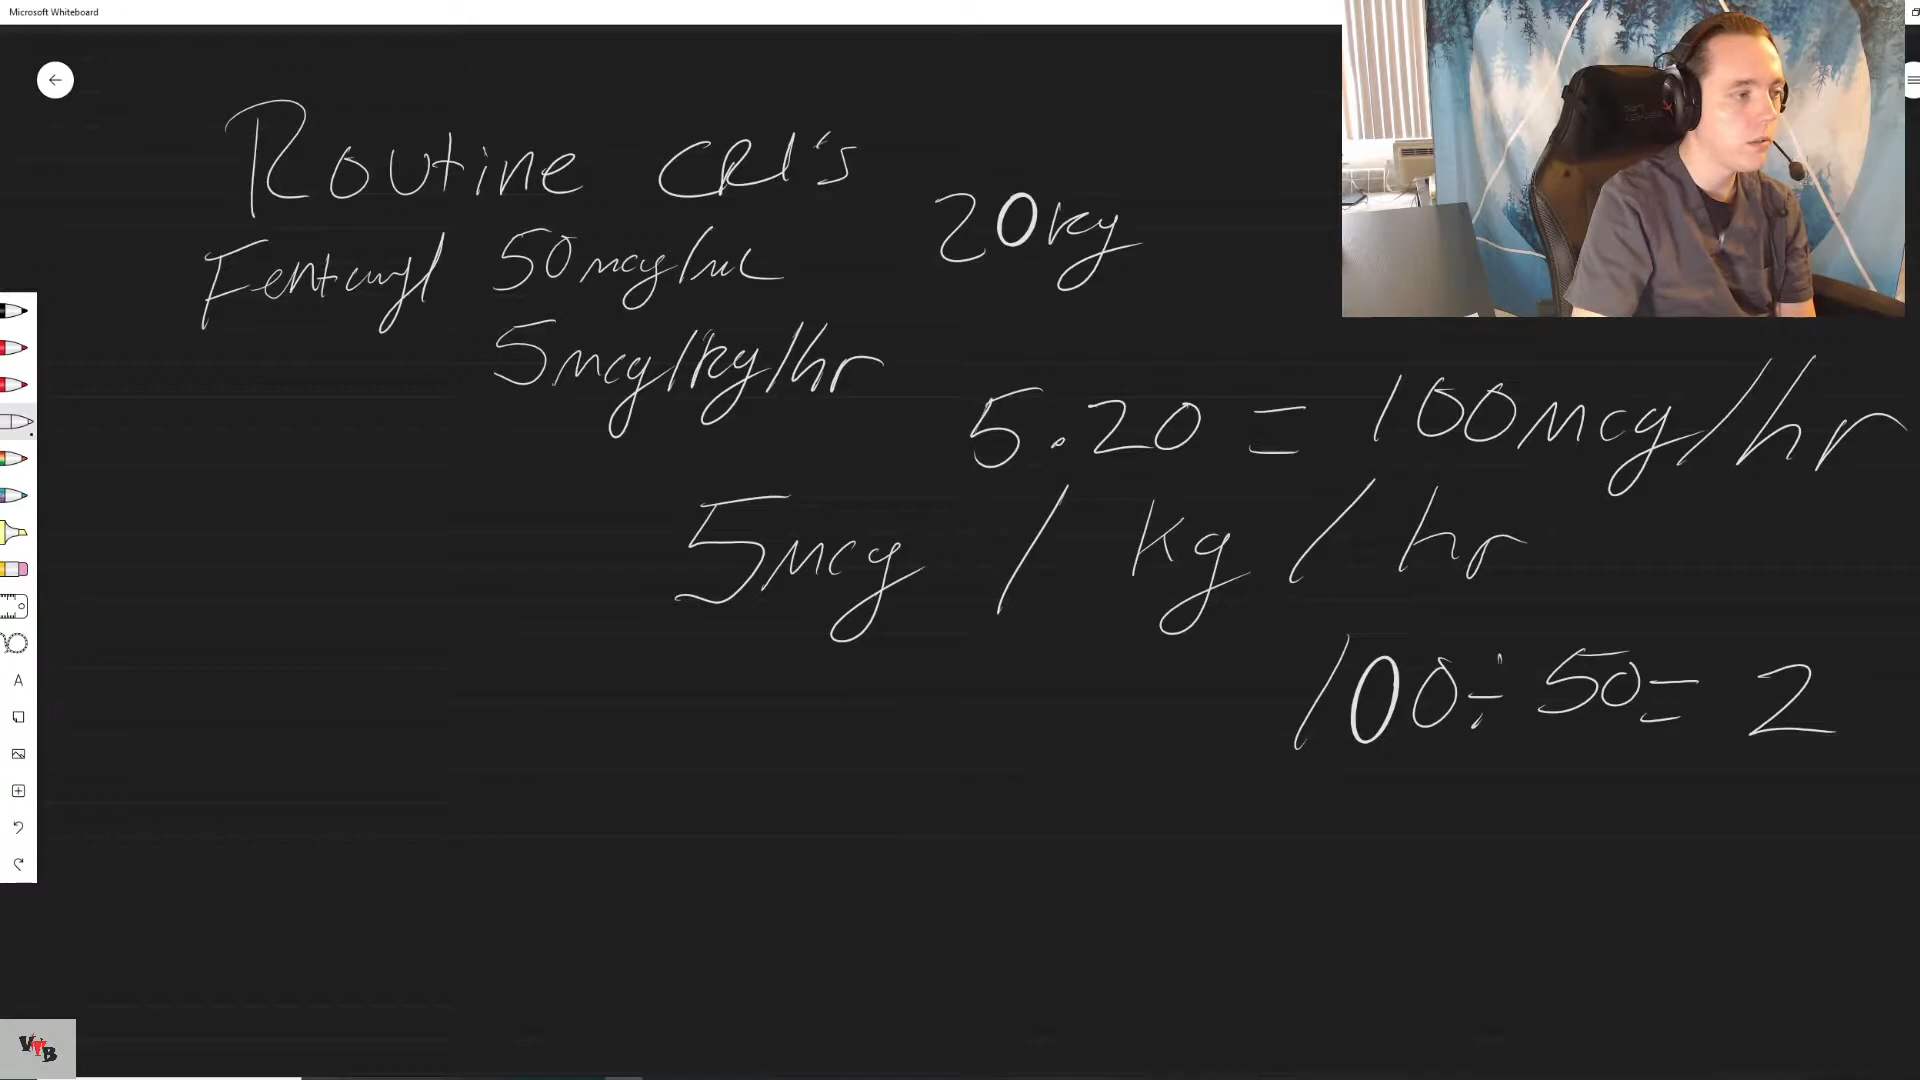 Microsoft Whiteboard
Routine CRI's
20kg
Fentanyl 50mcg/mL
5mcg/kg/hr
5.20 = 100mcg/hr
5mcg / kg / hr
100÷50= 2
A
VTB